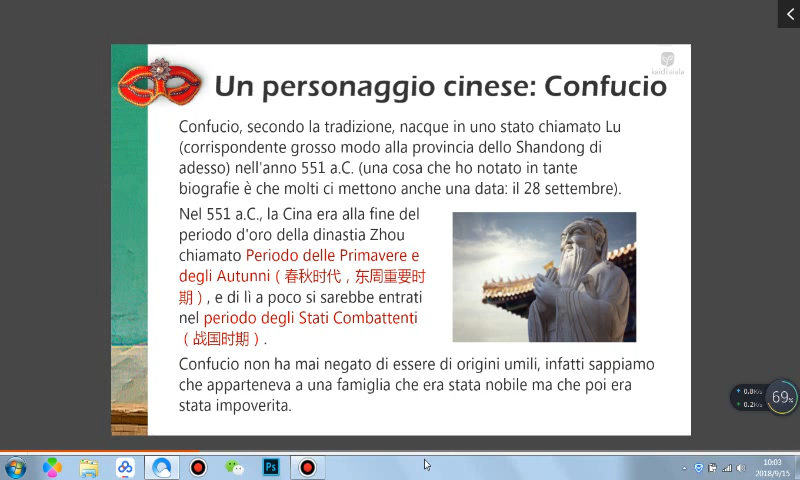 Un personaggio cinese: Confucio
Confucio, secondo la tradizione, nacque in uno stato chiamato Lu
(corrispondente grosso modo alla provincia dello Shandong di
adesso) nell'anno 551 a.C. (una cosa che ho notato in tante
biografie è che molti ci mettono anche una data: il 28 settembre).
Nel 551 a.C., la Cina era alla fine del
periodo d'oro della dinastia Zhou
chiamato Periodo delle Primavere e
degli Autunni（春秋时代，东周重要时
期）, e di lì a poco si sarebbe entrati
nel periodo degli Stati Combattenti
（战国时期）.
Confucio non ha mai negato di essere di origini umili, infatti sappiamo
che apparteneva a una famiglia che era stata nobile ma che poi era
stata impoverita.
0.2K/s
69%
Ps
10:03
2018/9/15